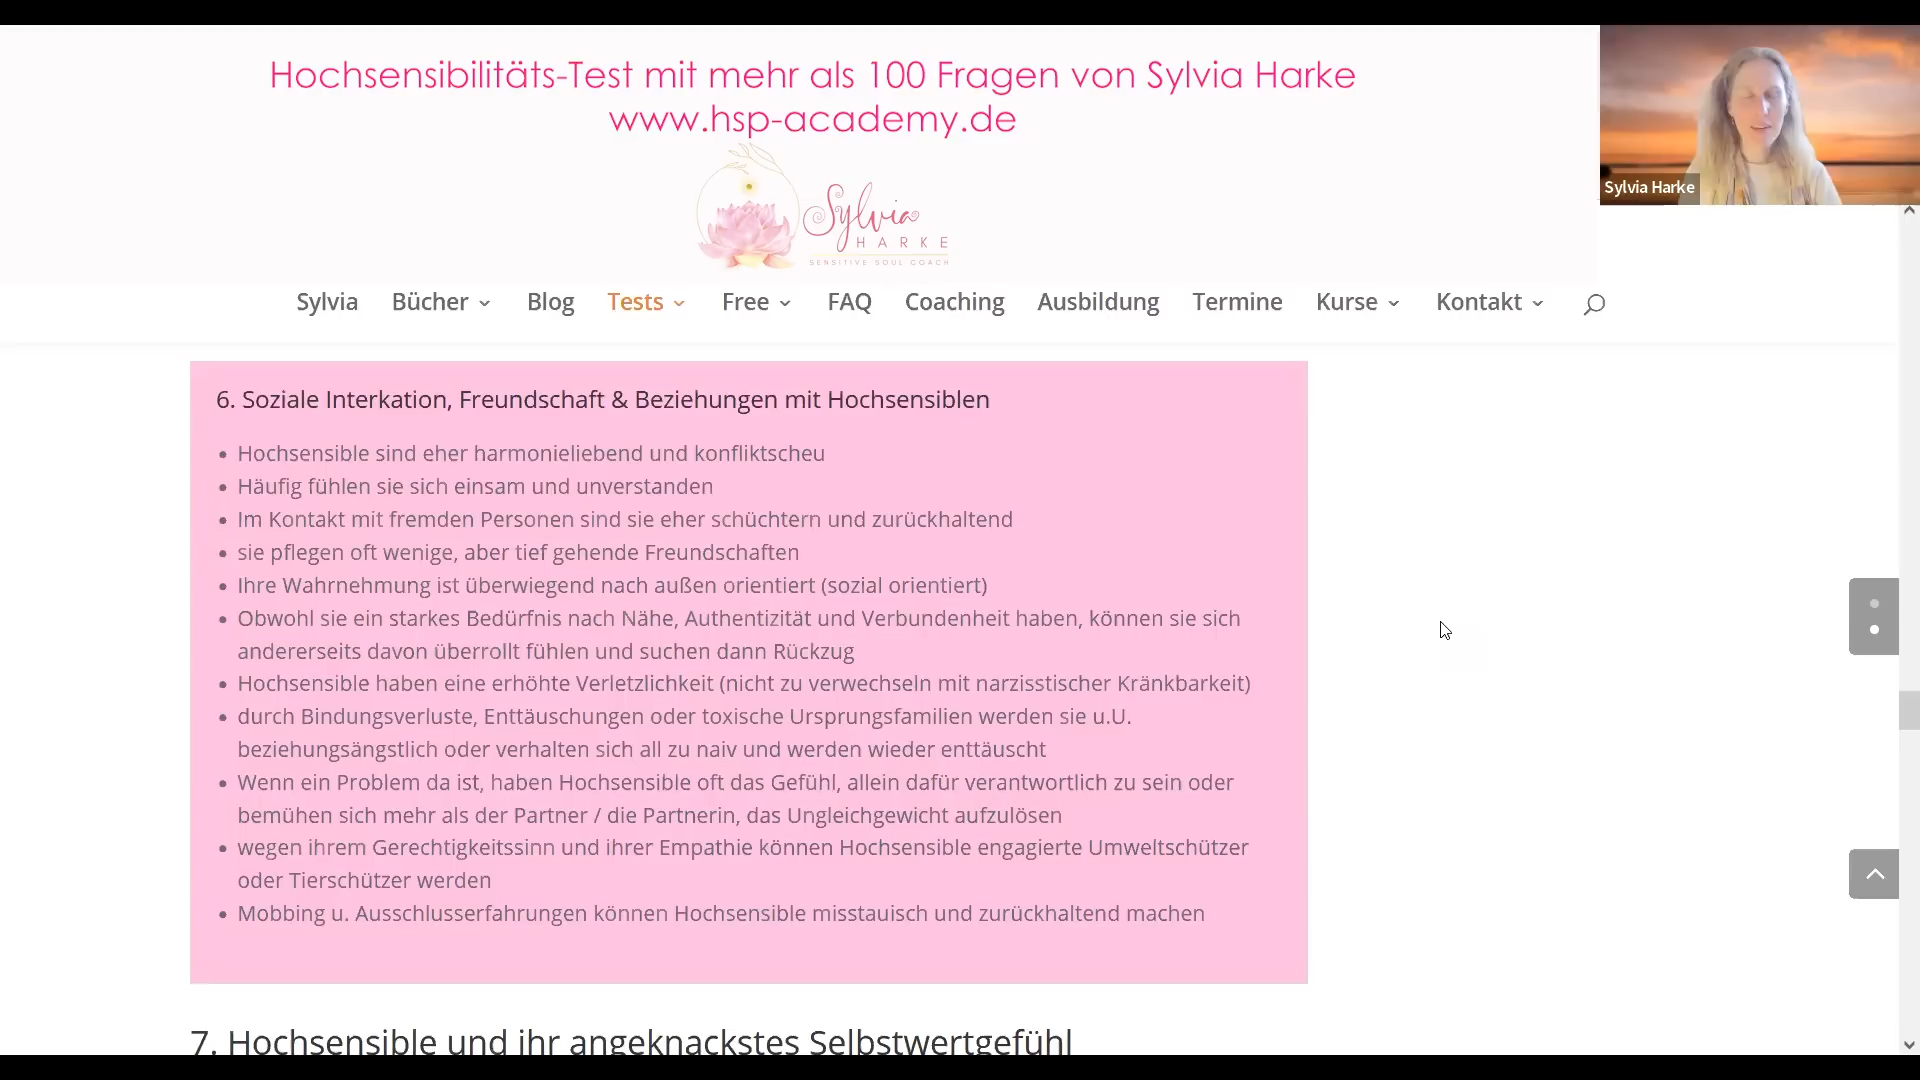 Hochsensibilitäts-Test mit mehr als 100 Fragen von Sylvia Harke
www.hsp-academy.de
Sylvia
HARKE
SENSITIVE SOUL COACH
Sylvia Harke
Sylvia Bücher Blog Tests Free FAQ Coaching Ausbildung Termine Kurse Kontakt
6. Soziale Interkation, Freundschaft & Beziehungen mit Hochsensiblen
• Hochsensible sind eher harmonieliebend und konfliktscheu
• Häufig fühlen sie sich einsam und unverstanden
• Im Kontakt mit fremden Personen sind sie eher schüchtern und zurückhaltend
• sie pflegen oft wenige, aber tief gehende Freundschaften
• Ihre Wahrnehmung ist überwiegend nach außen orientiert (sozial orientiert)
• Obwohl sie ein starkes Bedürfnis nach Nähe, Authentizität und Verbundenheit haben, können sie sich
andererseits davon überrollt fühlen und suchen dann Rückzug
• Hochsensible haben eine erhöhte Verletzlichkeit (nicht zu verwechseln mit narzisstischer Kränkbarkeit)
• durch Bindungsverluste, Enttäuschungen oder toxische Ursprungsfamilien werden sie u.U.
beziehungsängstlich oder verhalten sich all zu naiv und werden wieder enttäuscht
• Wenn ein Problem da ist, haben Hochsensible oft das Gefühl, allein dafür verantwortlich zu sein oder
bemühen sich mehr als der Partner / die Partnerin, das Ungleichgewicht aufzulösen
• wegen ihrem Gerechtigkeitssinn und ihrer Empathie können Hochsensible engagierte Umweltschützer
oder Tierschützer werden
• Mobbing u. Ausschlusserfahrungen können Hochsensible misstauisch und zurückhaltend machen
7. Hochsensible und ihr angeknackstes Selbstwertgefühl